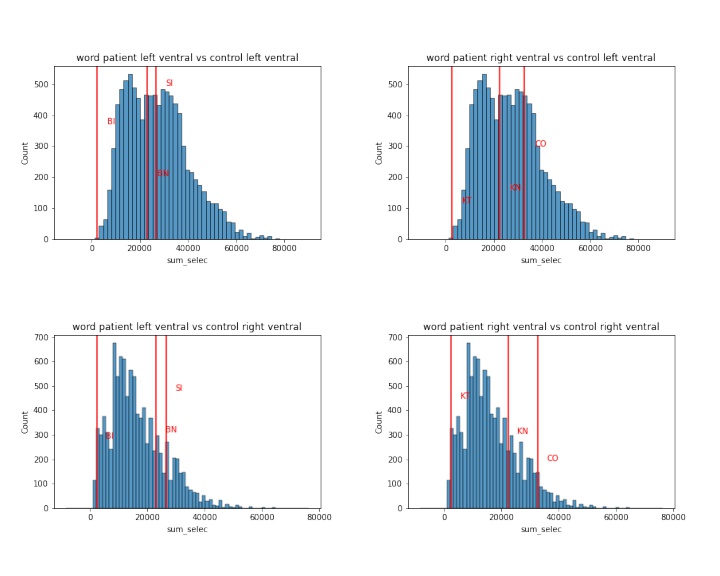 word patient left ventral vs control left ventral
500
400
300
200
100
0
Count
SI
BI
BN
0
20000
40000
60000
80000
sum_selec
word patient right ventral vs control left ventral
500
400
300
200
100
0
Count
CO
KN
KT
0
20000
40000
60000
80000
sum_selec
word patient left ventral vs control right ventral
700
600
500
400
300
200
100
0
Count
SI
BN
BI
0
20000
40000
60000
80000
sum_selec
word patient right ventral vs control right ventral
700
600
500
400
300
200
100
0
Count
KT
KN
CO
0
20000
40000
60000
80000
sum_selec